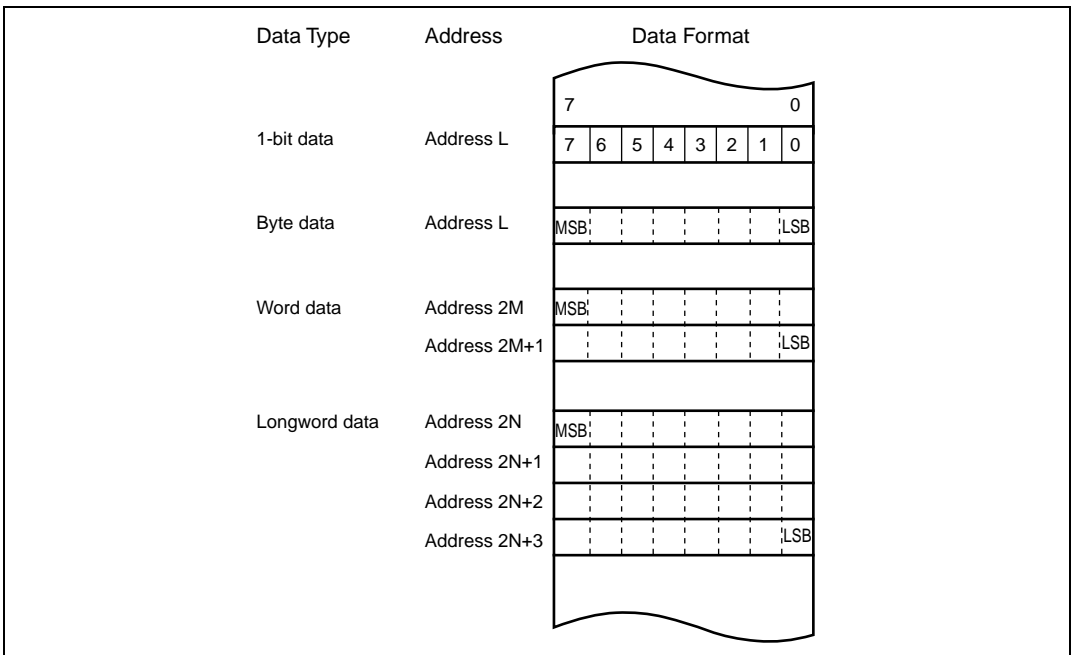 Data Type Address Data Format
7 0
1-bit data Address L 7 6 5 4 3 2 1 0
Byte data Address L MSB LSB
Word data Address 2M MSB
Address 2M+1 LSB
Longword data Address 2N MSB
Address 2N+1
Address 2N+2
Address 2N+3 LSB